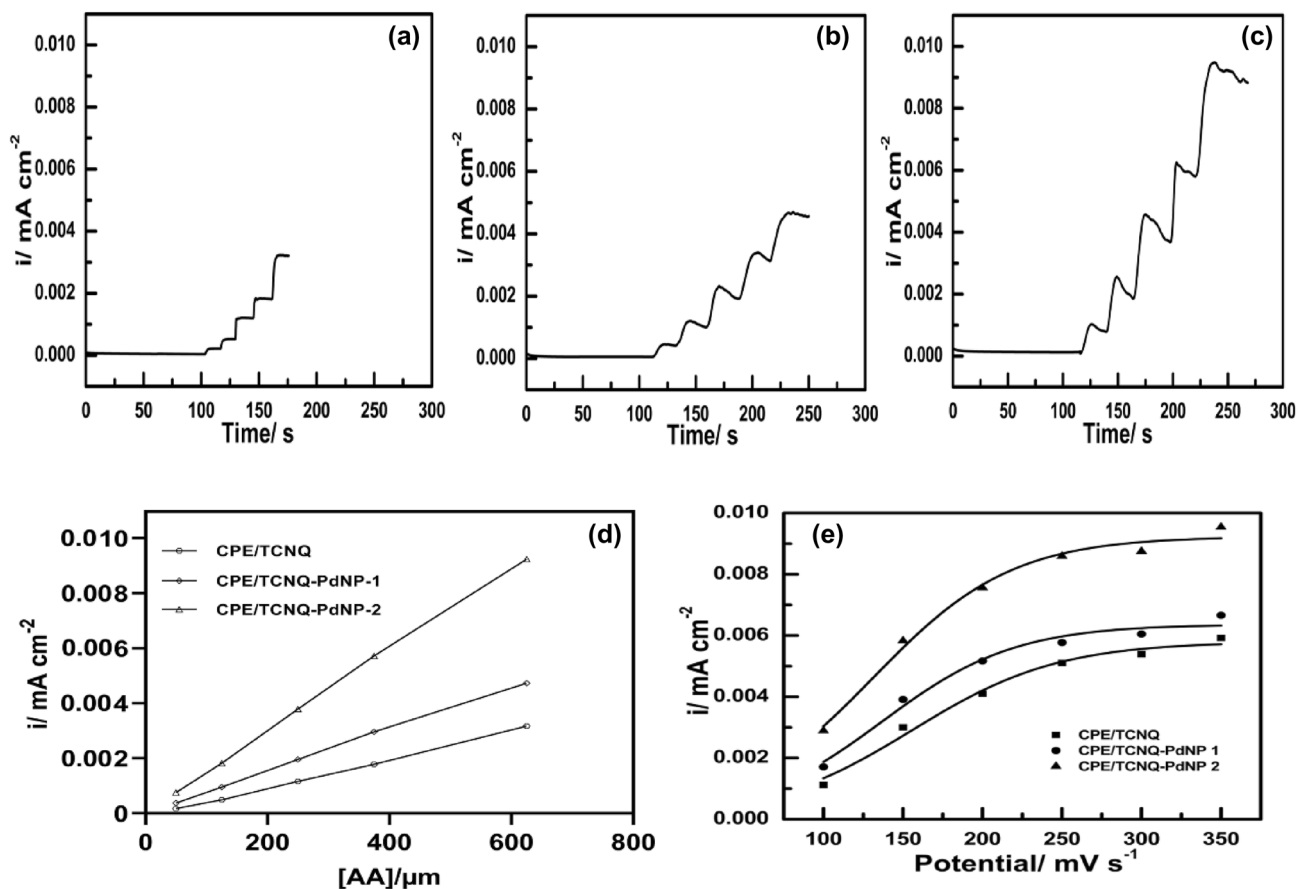 (a)
0.010
0.008
0.006
0.004
0.002
0.000
i/ mA cm-2
0 50 100 150 200 250 300
Time/ s
(b)
0.010
0.008
0.006
0.004
0.002
0.000
i/ mA cm-2
0 50 100 150 200 250 300
Time/ s
(c)
0.010
0.008
0.006
0.004
0.002
0.000
i/ mA cm-2
0 50 100 150 200 250 300
Time/ s
(d)
CPE/TCNQ
CPE/TCNQ-PdNP-1
CPE/TCNQ-PdNP-2
0.010
0.008
0.006
0.004
0.002
0
i/ mA cm-2
0 200 400 600 800
[AA]/μm
(e)
0.010
0.008
0.006
0.004
0.002
0.000
i/ mA cm-2
CPE/TCNQ
CPE/TCNQ-PdNP 1
CPE/TCNQ-PdNP 2
100 150 200 250 300 350
Potential/ mV s-1